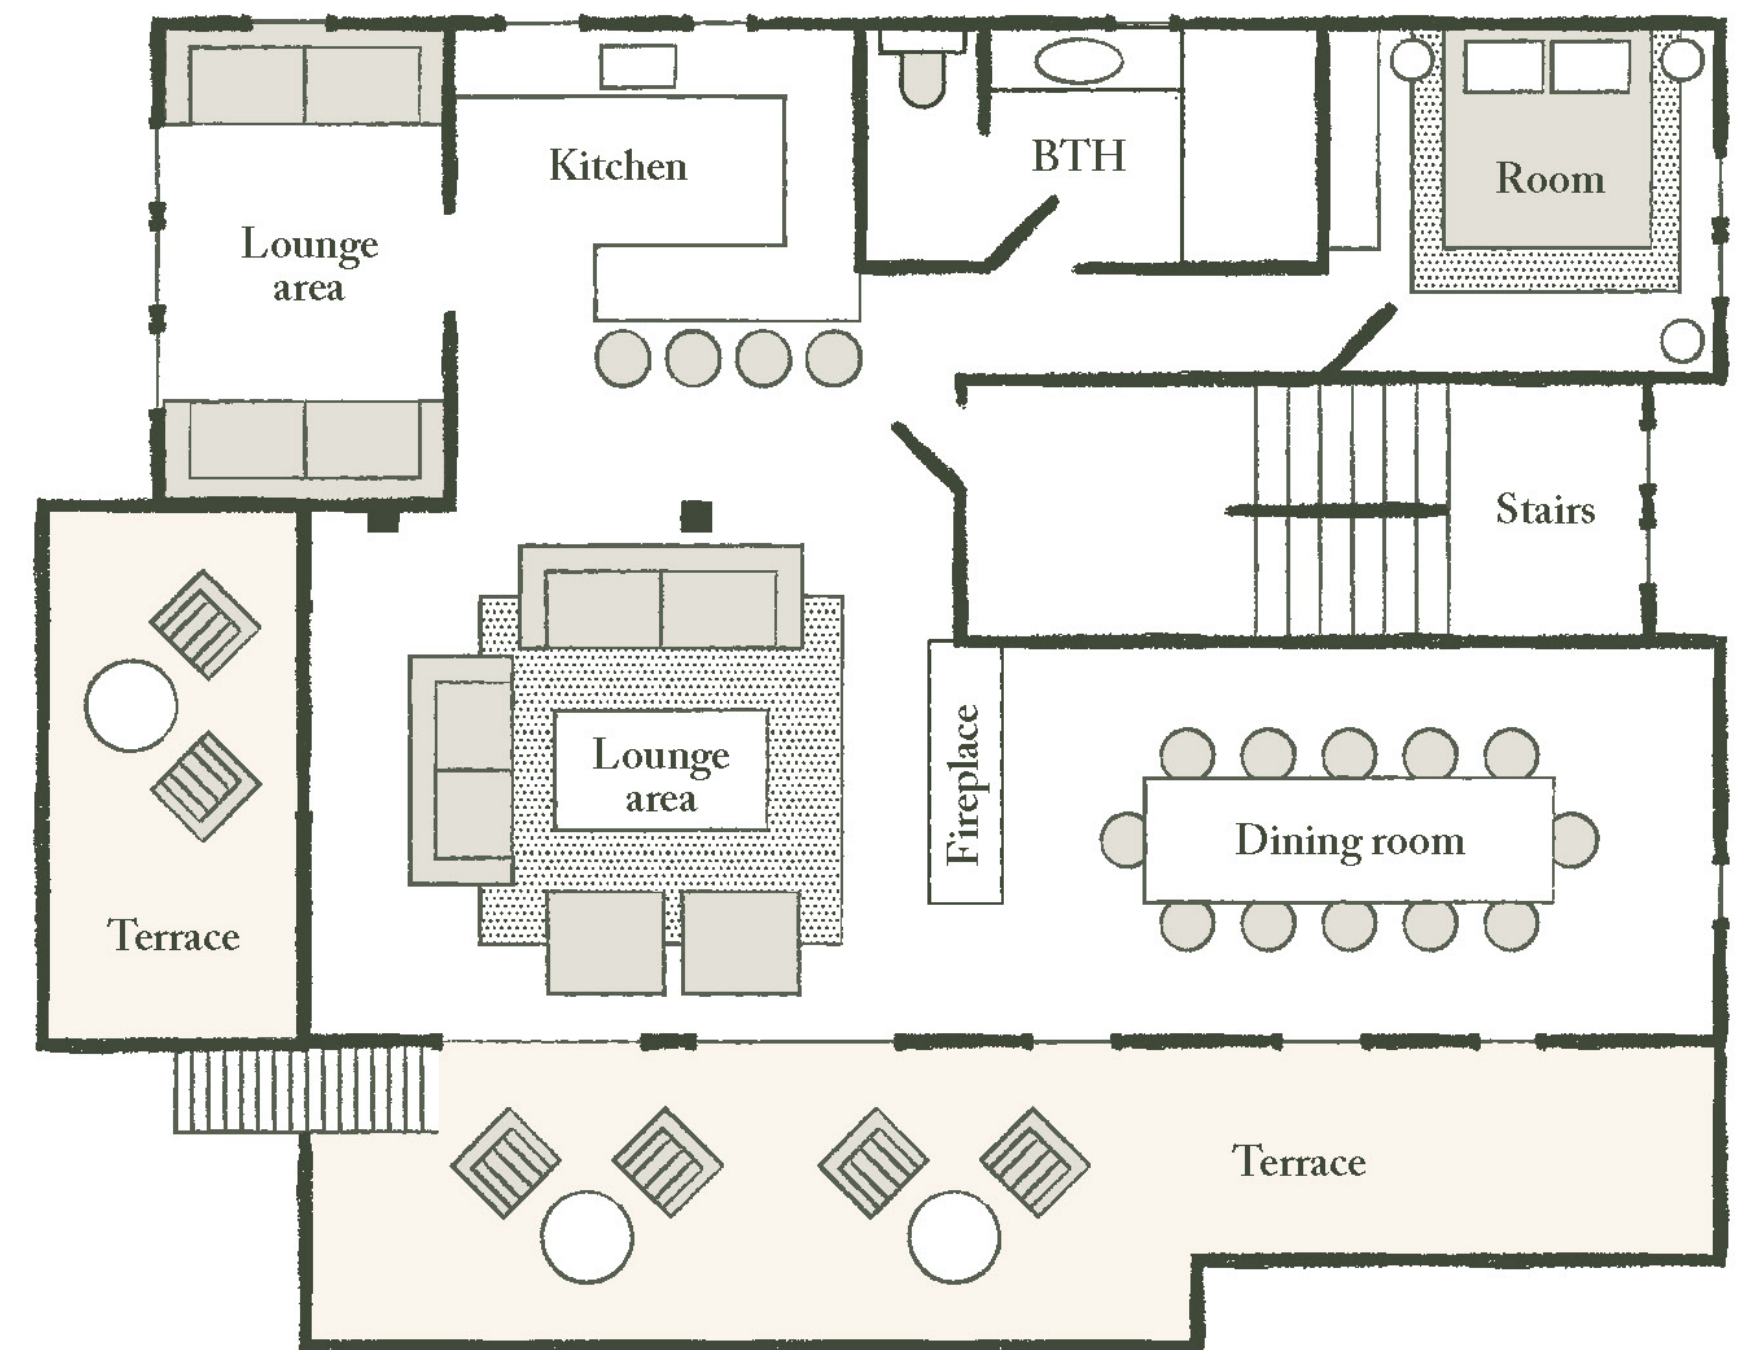 Kitchen
BTH
Room
Lounge
area
Stairs
Lounge
area
Fireplace
Dining room
Terrace
Terrace